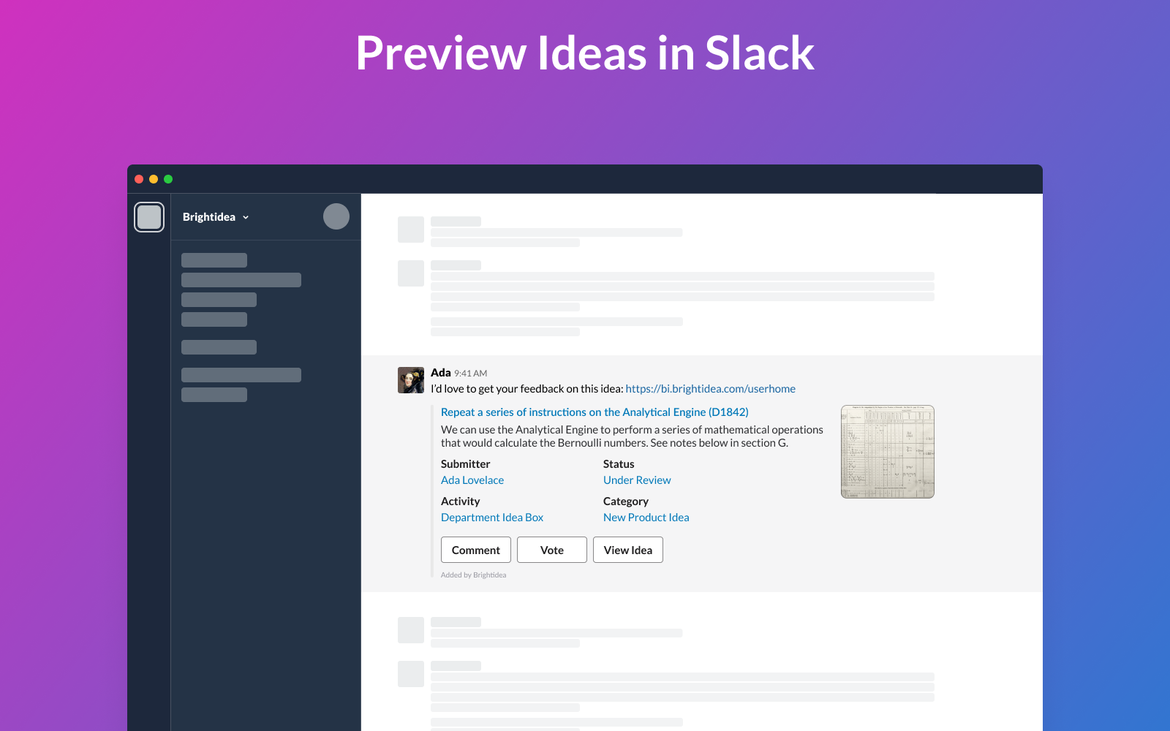 Preview Ideas in Slack
Brightidea
Ada 9:41 AM
I'd love to get your feedback on this idea: https://bi.brightidea.com/userhome
Repeat a series of instructions on the Analytical Engine (D1842)
We can use the Analytical Engine to perform a series of mathematical operations
that would calculate the Bernoulli numbers. See notes below in section G.
Submitter
Status
Ada Lovelace
Under Review
Activity
Category
Department Idea Box
New Product Idea
Comment
Vote
View Idea
Added by Brightidea